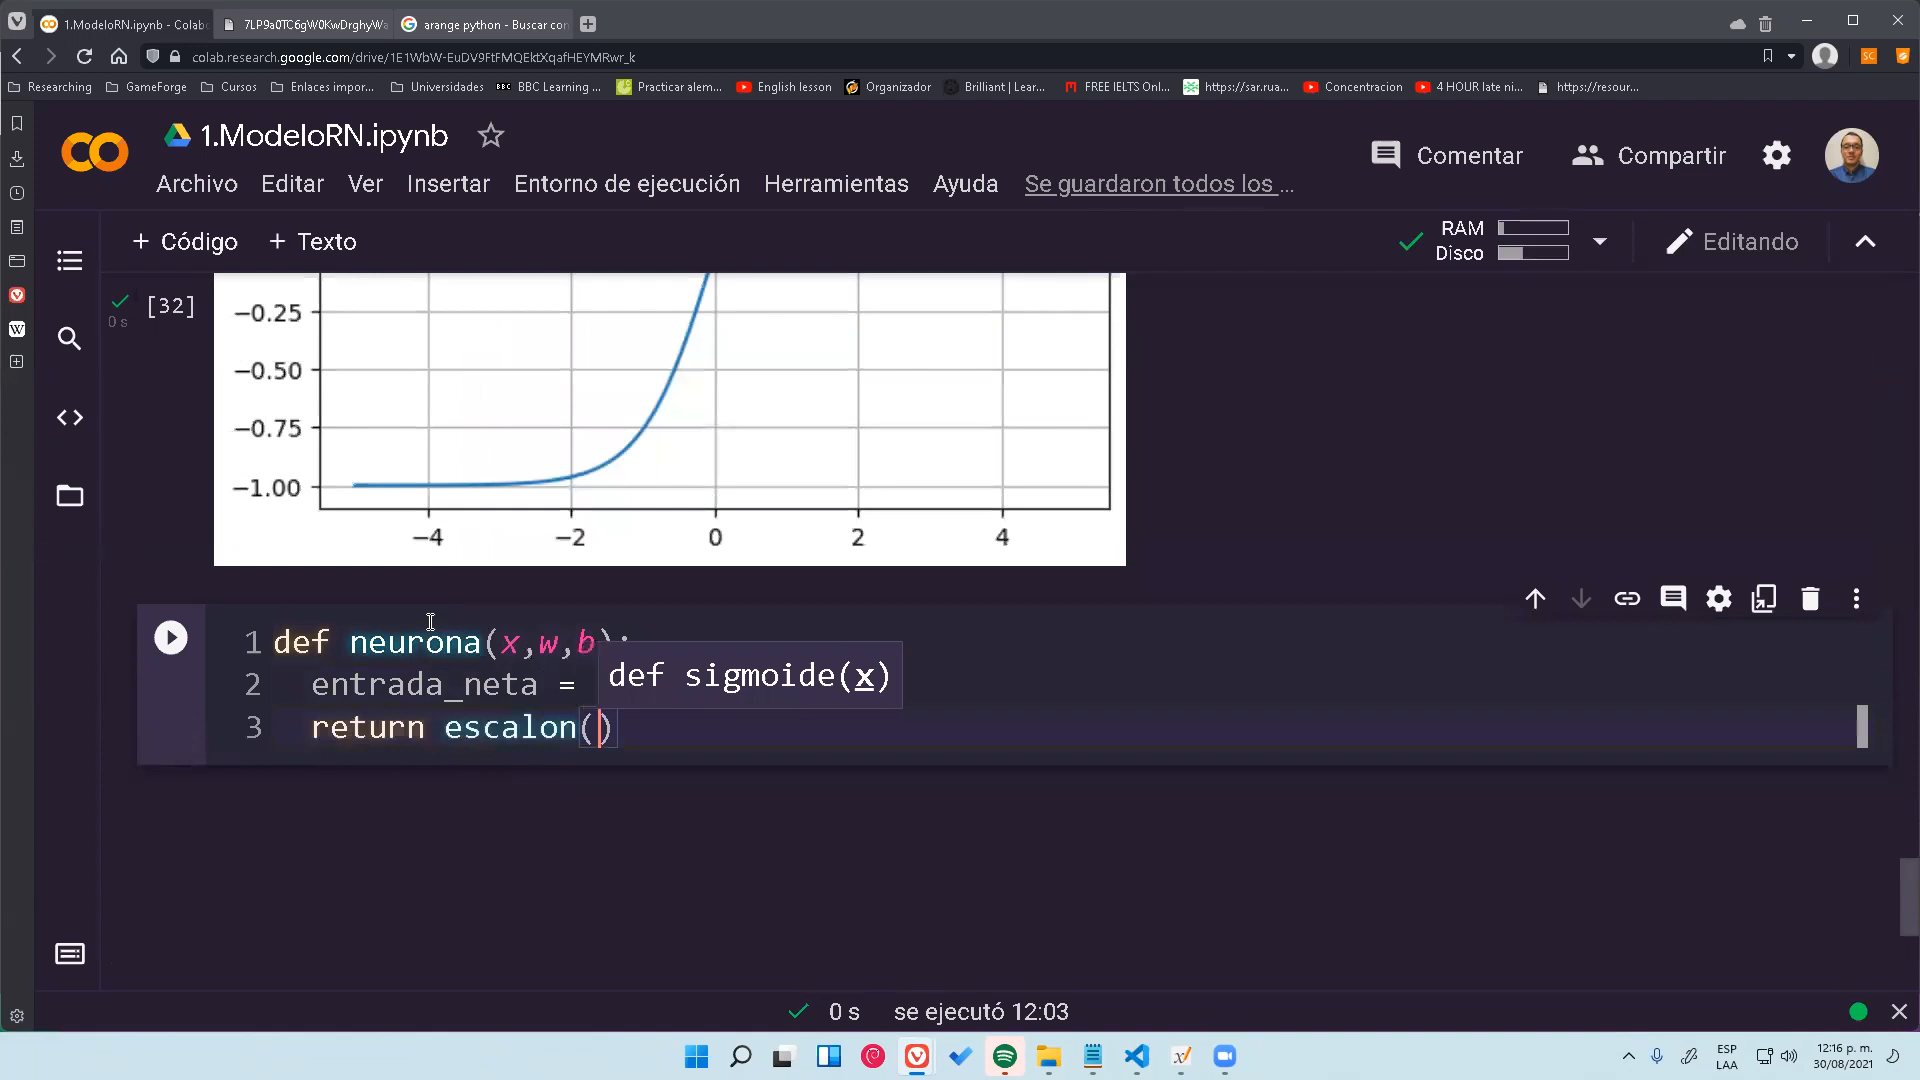 1.ModeloRN.ipynb - Colab
7LP9a0TC6gW0KwDrghyWa
arange python - Buscar con
colab.research.google.com/drive/1E1WbW-EuDV9FtFMQEktXqafHEYMRwr_k
Researching
GameForge
Cursos
Enlaces impor...
Universidades
BBC
BBC Learning ...
Practicar alem...
English lesson
Organizador
Brilliant | Lear...
FREE IELTS Onl...
https://sar.rua...
Concentracion
4 HOUR late ni...
https://resour...
1.ModeloRN.ipynb
Comentar
Compartir
Archivo Editar Ver Insertar Entorno de ejecución Herramientas Ayuda Se guardaron todos los ...
+ Código + Texto
RAM
Disco
Editando
[32]
0 s
−0.25
−0.50
−0.75
−1.00
−4 −2 0 2 4
1 def neurona(x,w,b):
def sigmoide(x)
2 entrada_neta =
3 return escalon()
0 s se ejecutó 12:03
ESP
LAA
12:16 p. m.
30/08/2021